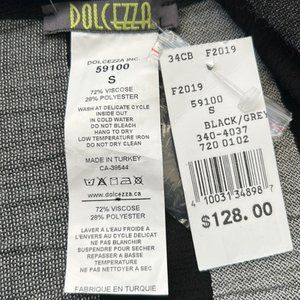 DOLCEZZA
DOLCEZZA INC.
59100
S
72% VISCOSE
28% POLYESTER
WASH AT DELICATE CYCLE
INSIDE OUT
IN COLD WATER
DO NOT BLEACH
HANG TO DRY
LOW TEMPERATURE IRON
DO NOT DRY CLEAN
MADE IN TURKEY
CA-39544
www.dolcezza.ca
72% VISCOSE
28% POLYESTER
LAVER A L'EAU FROIDE A
L'ENVERS AU CYCLE DELICAT
NE PAS BLANCHIR
SUSPENDRE POUR SECHER
REPASSER A BASSE
TEMPERATURE
NE PAS NETTOYER A SEC
FABRIQUE EN TURQUIE
34CB F2019
F2019
59100
S
BLACK/GREY
340-4037
720 0102
4 10031 34898 7
$128.00